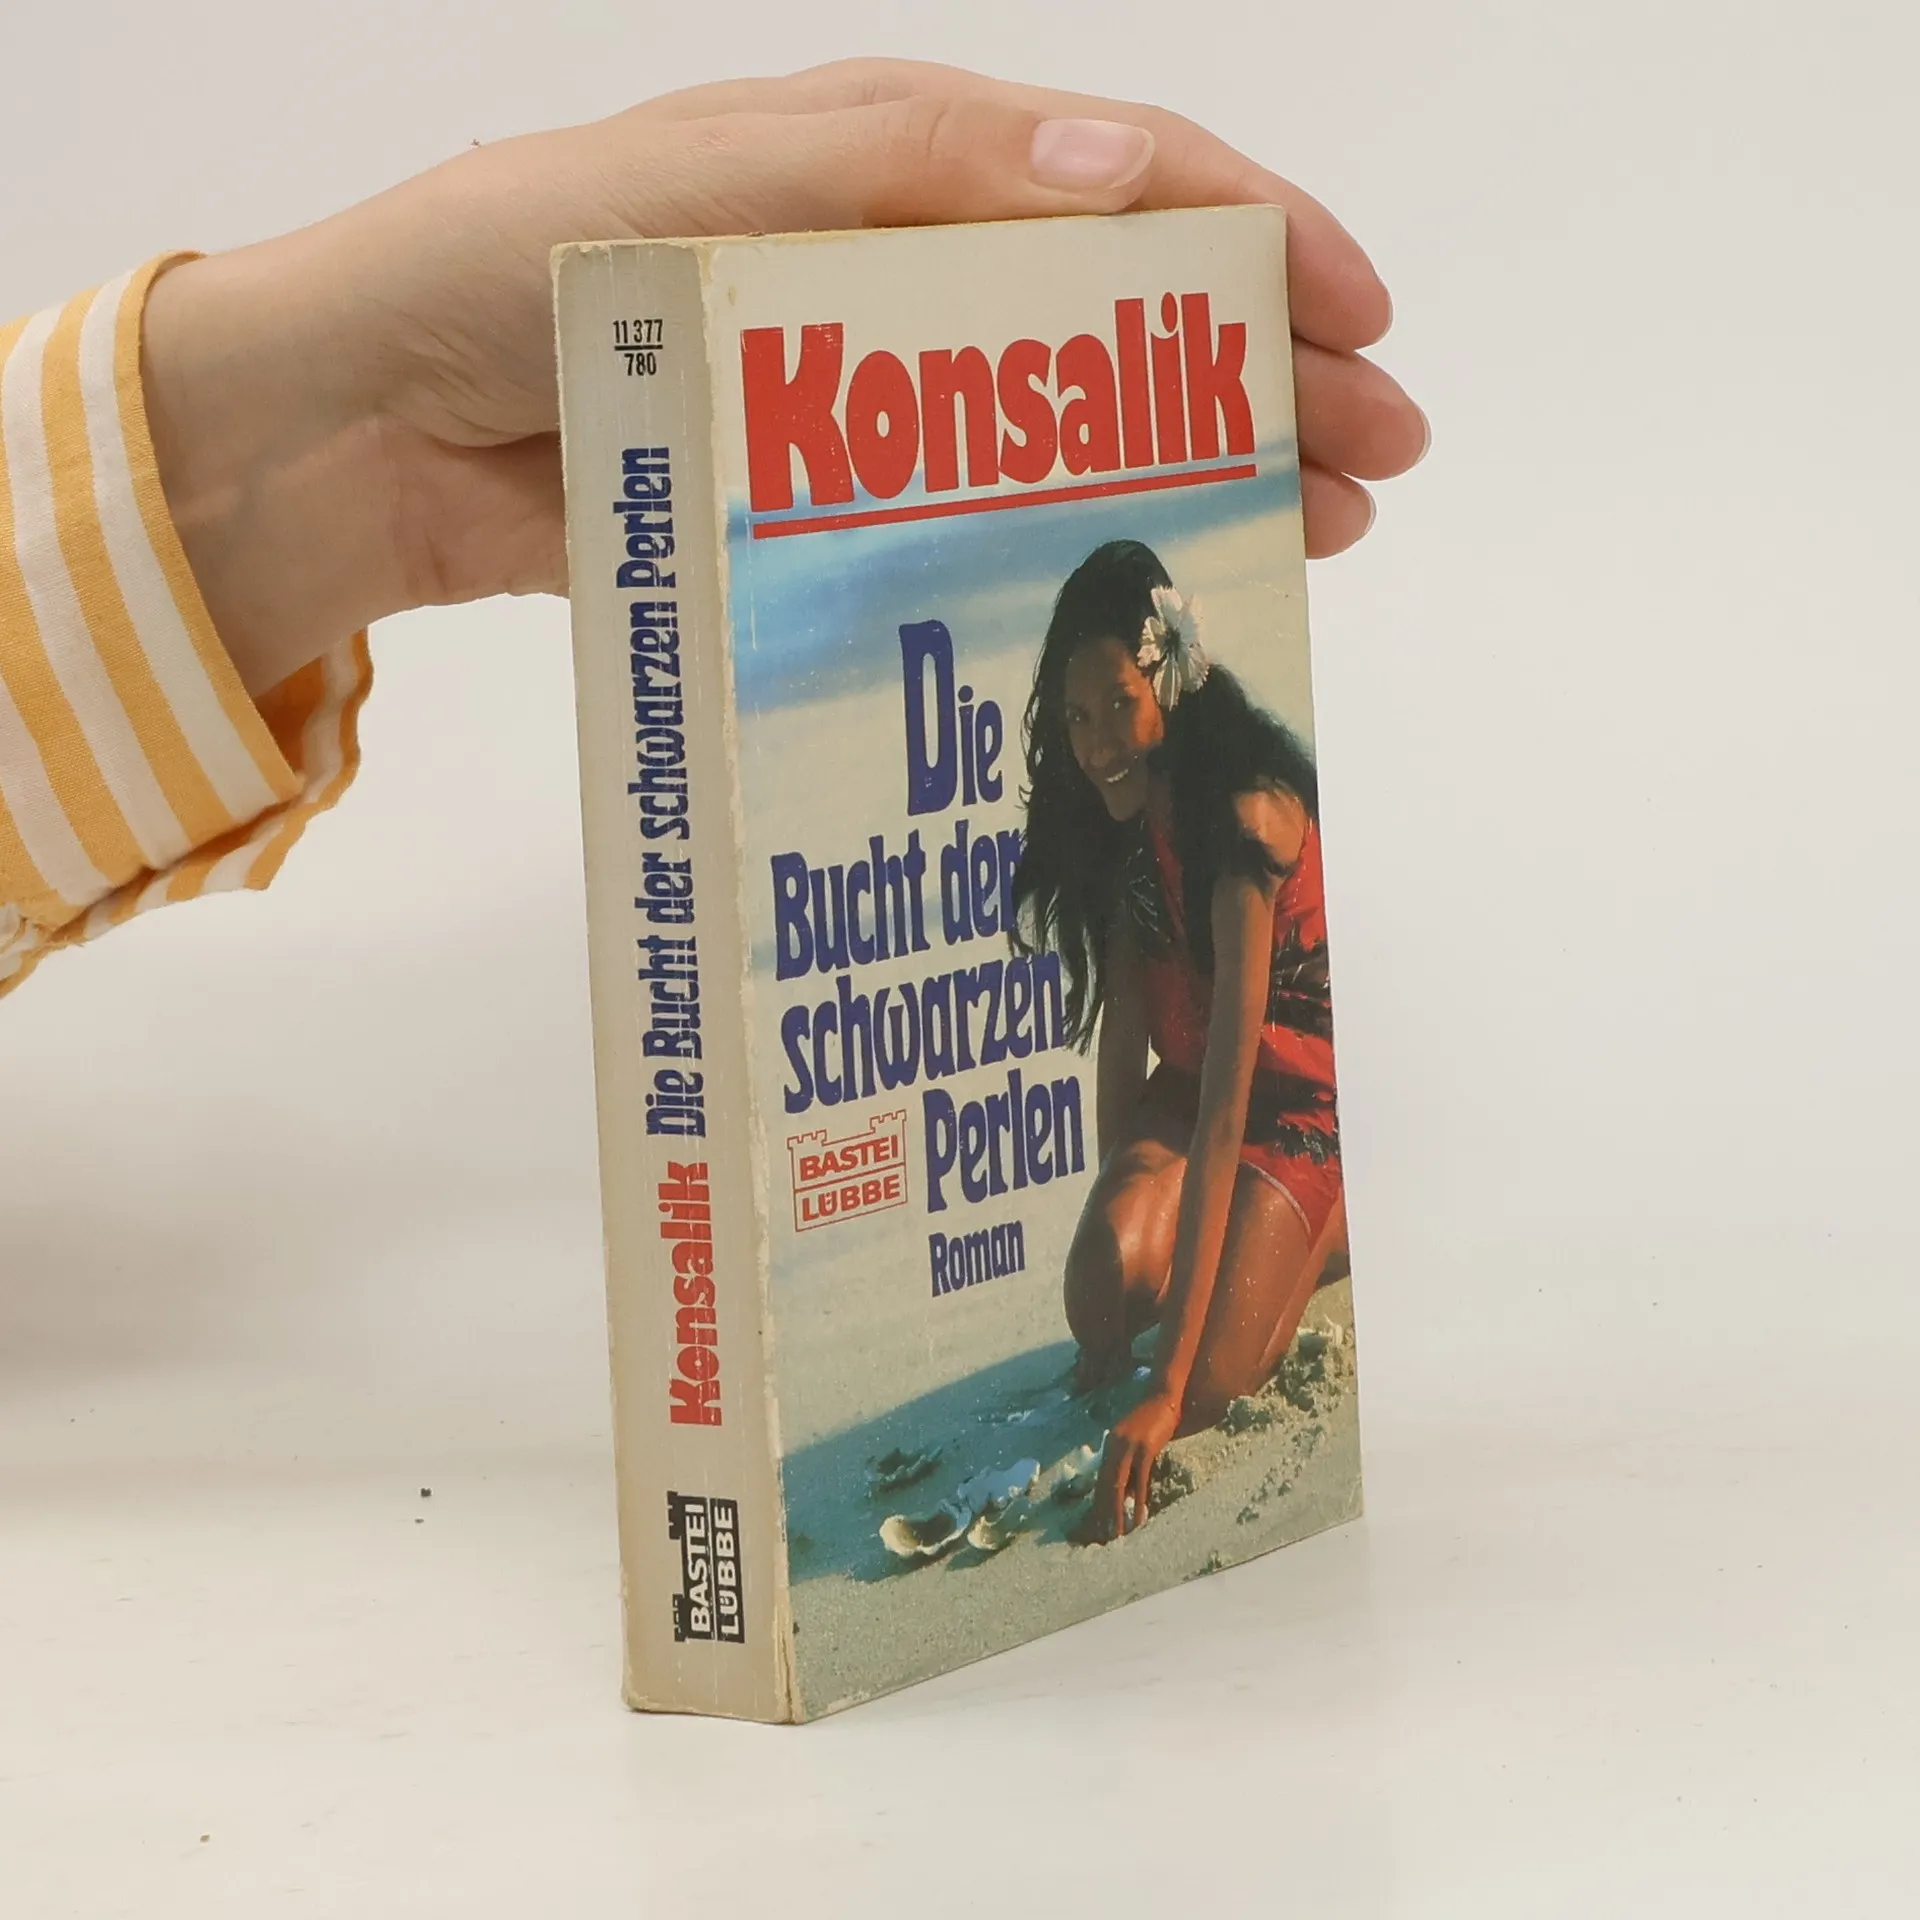 11 377
780
Die Bucht der schwarzen Perlen
Konsalik
BASTEI
LÜBBE
Konsalik
Die
Bucht der
schwarzen
Perlen
BASTEI
LÜBBE
Roman